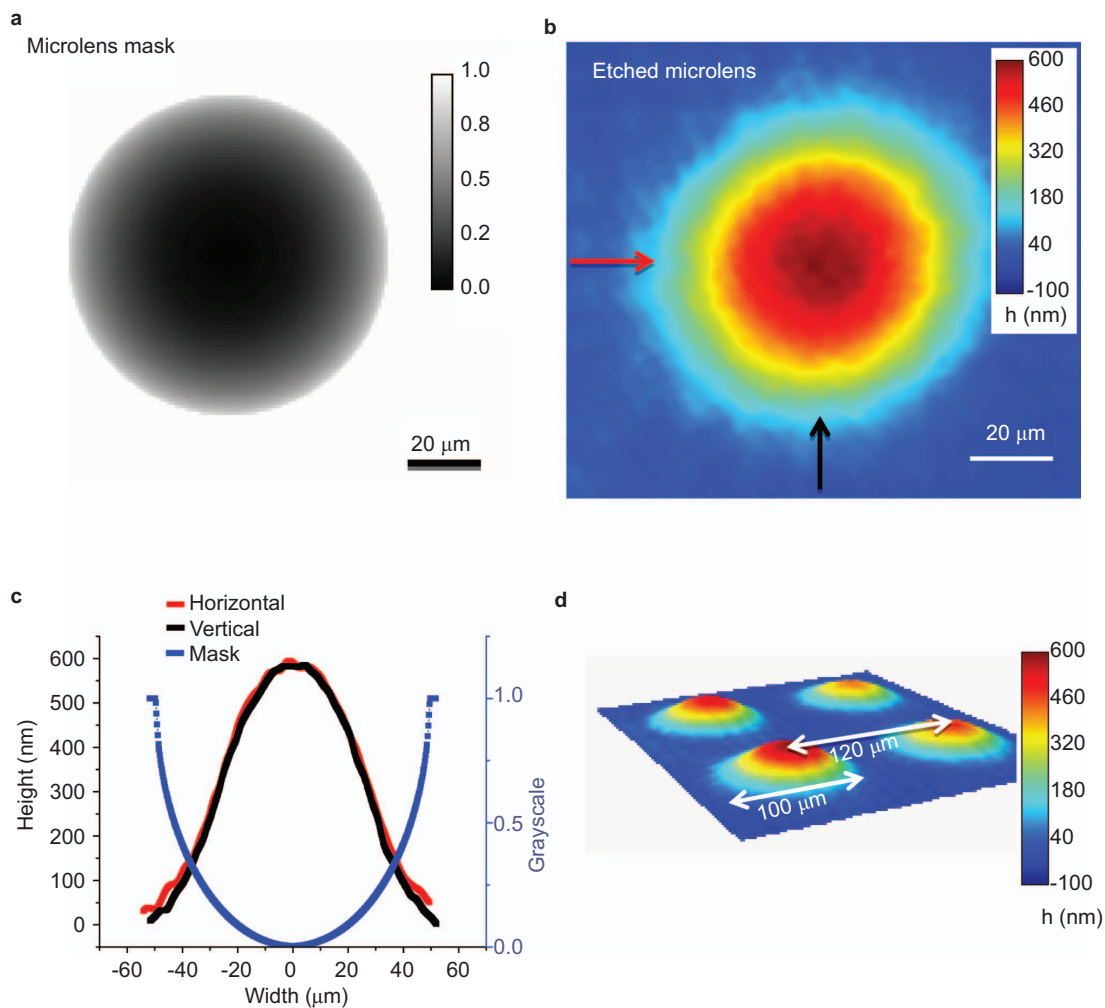 a
Microlens mask
1.0
0.8
0.6
0.2
0.0
20 μm
b
Etched microlens
600
460
320
180
40
-100
h (nm)
20 μm
c
Horizontal
Vertical
Mask
600
500
400
300
200
100
0
Height (nm)
1.0
0.5
0.0
Grayscale
-60 -40 -20 0 20 40 60
Width (μm)
d
120 μm
100 μm
600
460
320
180
40
-100
h (nm)